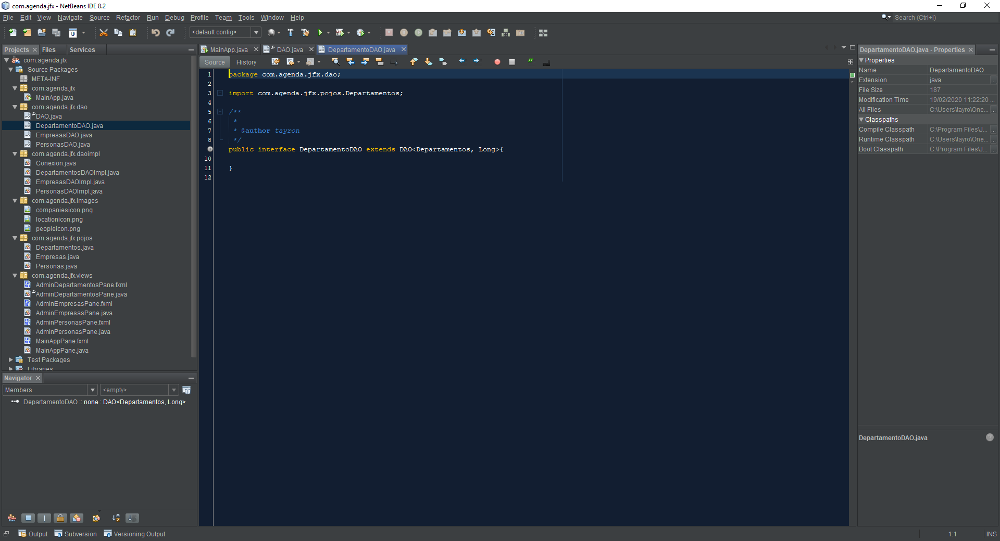 com.agenda.jfx - NetBeans IDE 8.2
File Edit View Navigate Source Refactor Run Debug Profile Team Tools Window Help
Search (Ctrl+I)
<default config>
Projects Files Services
com.agenda.jfx
Source Packages
META-INF
com.agenda.jfx
MainApp.java
com.agenda.jfx.dao
DAO.java
DepartamentoDAO.java
EmpresasDAO.java
PersonasDAO.java
com.agenda.jfx.daoimpl
Conexion.java
DepartamentosDAOImpl.java
EmpresasDAOImpl.java
PersonasDAOImpl.java
com.agenda.jfx.images
companiesicon.png
locationicon.png
peopleicon.png
com.agenda.jfx.pojos
Departamentos.java
Empresas.java
Personas.java
com.agenda.jfx.views
AdminDepartamentosPane.fxml
AdminDepartamentosPane.java
AdminEmpresasPane.fxml
AdminEmpresasPane.java
AdminPersonasPane.fxml
AdminPersonasPane.java
MainAppPane.fxml
MainAppPane.java
Test Packages
Libraries
Navigator
Members <empty>
DepartamentoDAO :: none : DAO<Departamentos, Long>
MainApp.java DAO.java DepartamentoDAO.java
Source History
1 package com.agenda.jfx.dao;
2
3 import com.agenda.jfx.pojos.Departamentos;
4
5 /**
6 *
7 * @author tayron
8 */
public interface DepartamentoDAO extends DAO<Departamentos, Long>{
10
11 }
12
DepartamentoDAO.java - Properties
Properties
Name DepartamentoDAO
Extension java ...
File Size 187
Modification Time 19/02/2020 11:22:20 ...
All Files C:\Users\tayro\One... ...
Classpaths
Compile Classpath C:\Program Files\J... ...
Runtime Classpath C:\Users\tayro\One... ...
Boot Classpath C:\Program Files\J... ...
DepartamentoDAO.java
Output Subversion Versioning Output
1:1 INS